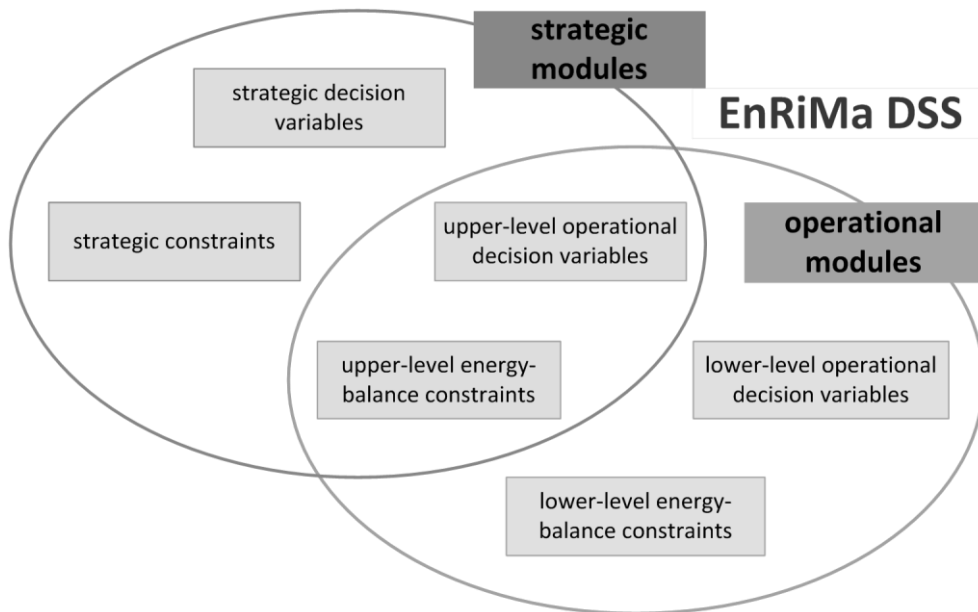 strategic
modules
EnRiMa DSS
strategic decision
variables
strategic constraints
upper-level operational
decision variables
operational
modules
upper-level energy-
balance constraints
lower-level operational
decision variables
lower-level energy-
balance constraints